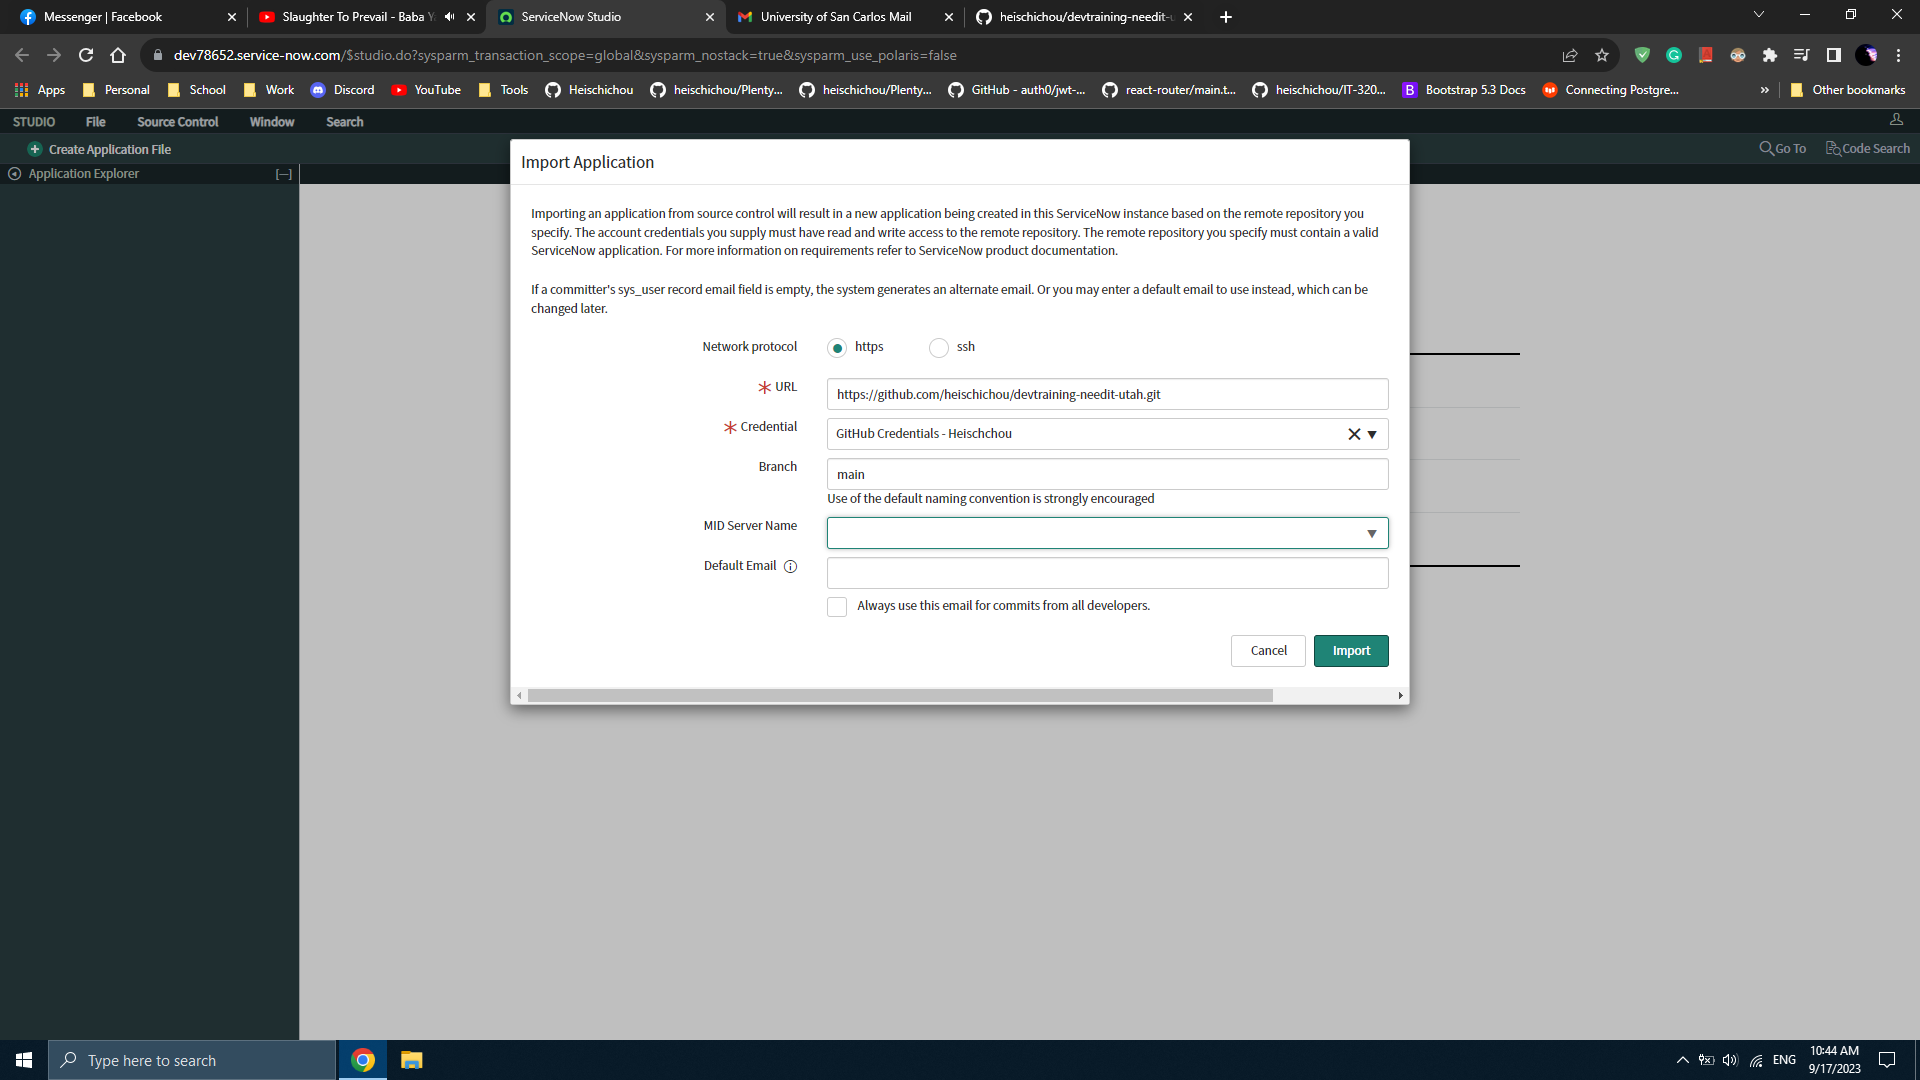 Messenger | Facebook
Slaughter To Prevail - Baba Y
ServiceNow Studio
University of San Carlos Mail
heischichou/devtraining-needit-u
dev78652.service-now.com/$studio.do?sysparm_transaction_scope=global&sysparm_nostack=true&sysparm_use_polaris=false
Apps
Personal
School
Work
Discord
YouTube
Tools
Heischichou
heischichou/Plenty...
heischichou/Plenty...
GitHub - auth0/jwt-...
react-router/main.t...
heischichou/IT-320...
B
Bootstrap 5.3 Docs
Connecting Postgre...
»
Other bookmarks
STUDIO
File
Source Control
Window
Search
Create Application File
Go To
Code Search
Application Explorer
Import Application
Importing an application from source control will result in a new application being created in this ServiceNow instance based on the remote repository you
specify. The account credentials you supply must have read and write access to the remote repository. The remote repository you specify must contain a valid
ServiceNow application. For more information on requirements refer to ServiceNow product documentation.
If a committer's sys_user record email field is empty, the system generates an alternate email. Or you may enter a default email to use instead, which can be
changed later.
Network protocol
https
ssh
URL
https://github.com/heischichou/devtraining-needit-utah.git
Credential
GitHub Credentials - Heischchou
Branch
main
Use of the default naming convention is strongly encouraged
MID Server Name
Default Email
Always use this email for commits from all developers.
Cancel
Import
Type here to search
ENG
10:44 AM
9/17/2023